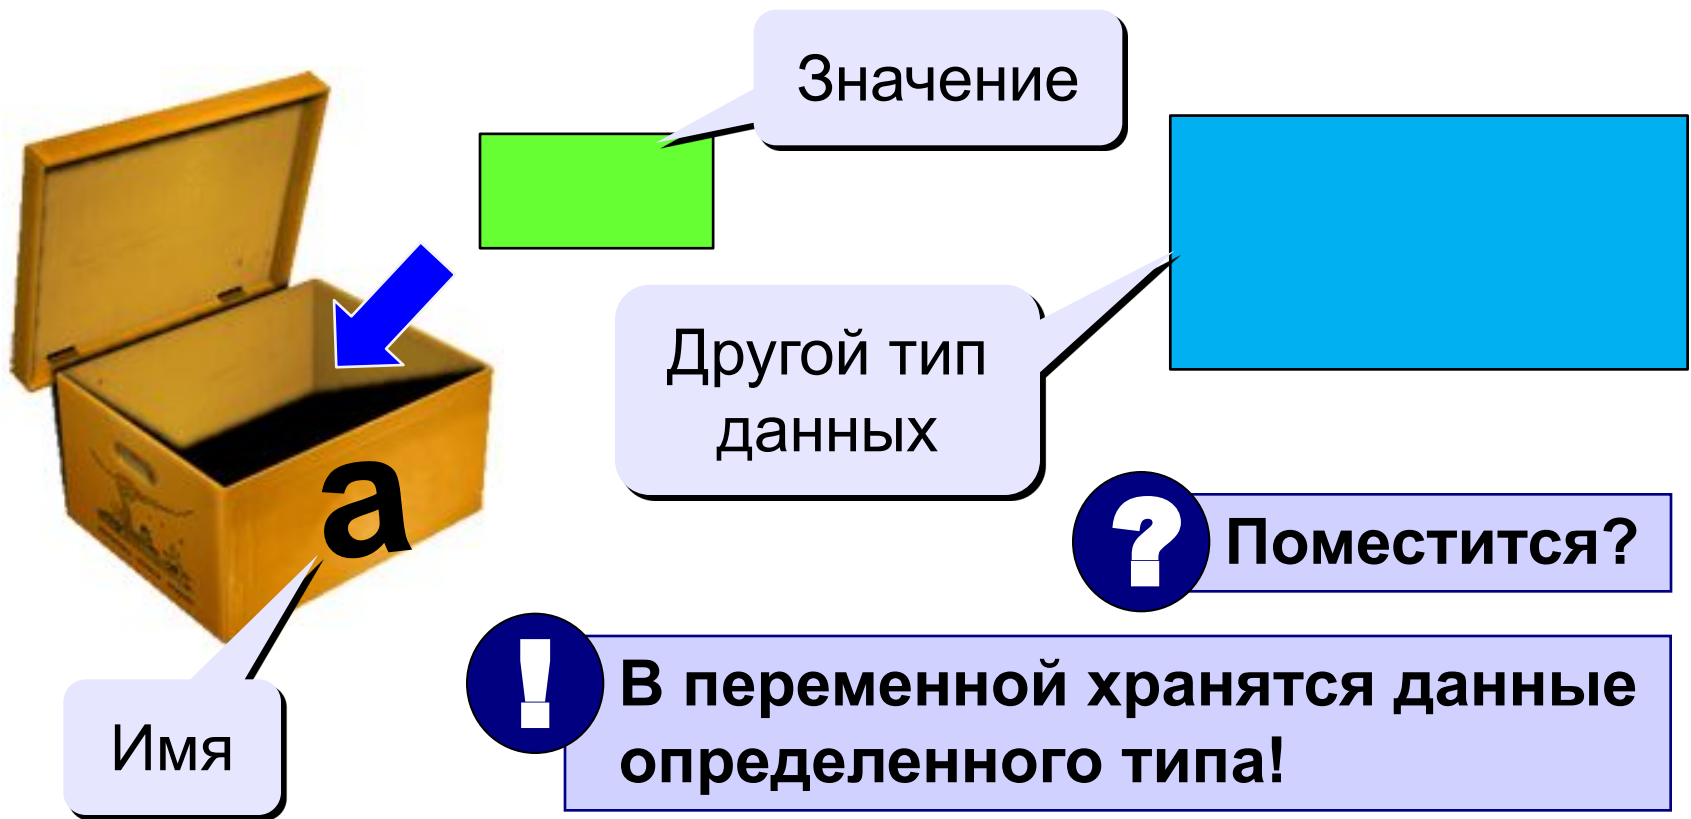 Значение
Другой тип
данных
a
?
Поместится?
!
В переменной хранятся данные
определенного типа!
Имя